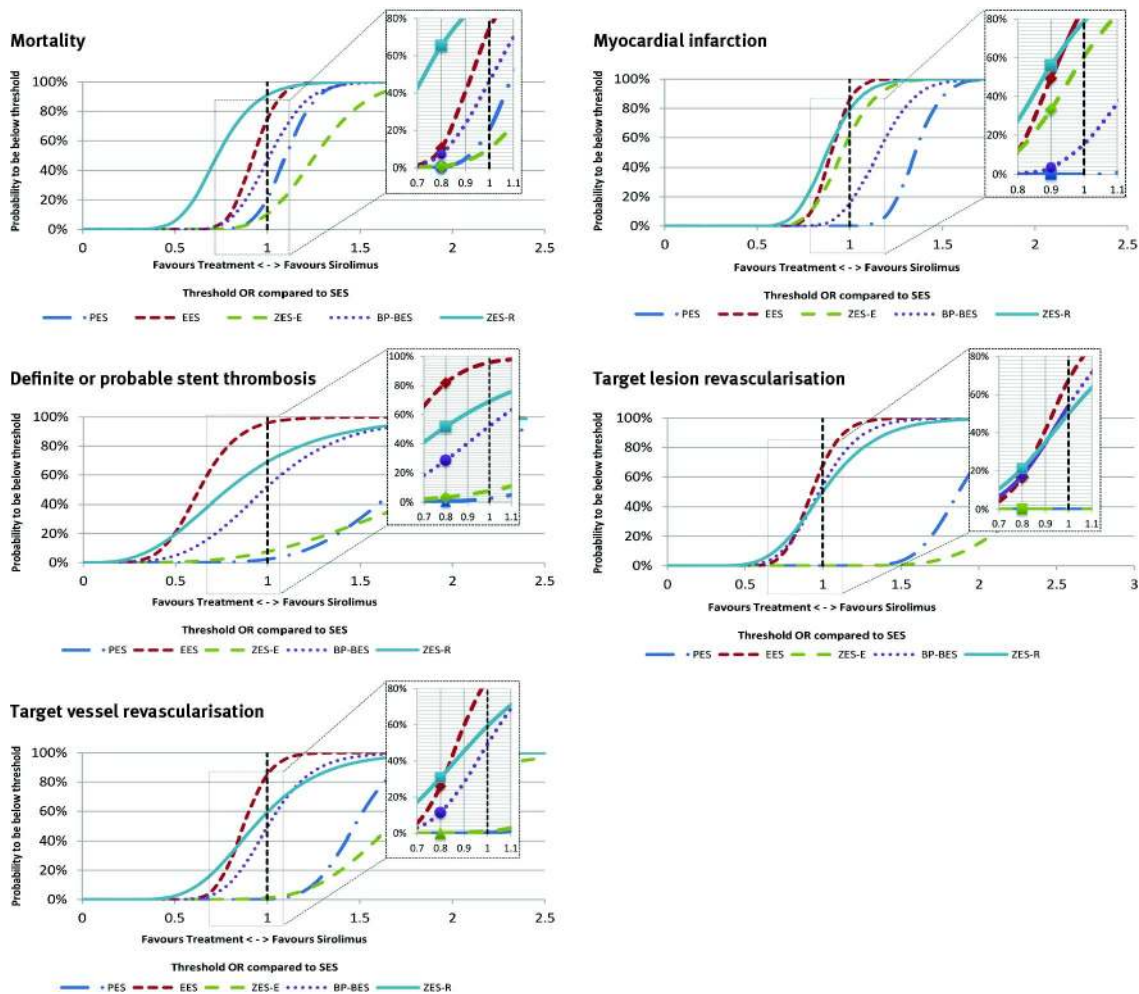 Mortality
Probability to be below threshold
100%
80%
60%
40%
20%
0%
0 0.5 1 1.5 2 2.5
80%
60%
40%
20%
0%
0.7 0.8 0.9 1 1.1
Favours Treatment < - > Favours Sirolimus
Threshold OR compared to SES
PES EES ZES-E BP-BES ZES-R
Myocardial infarction
Probability to be below threshold
100%
80%
60%
40%
20%
0%
0 0.5 1 1.5 2 2.5
80%
60%
40%
20%
0%
0.8 0.9 1 1.1
Favours Treatment < - > Favours Sirolimus
Threshold OR compared to SES
PES EES ZES-E BP-BES ZES-R
Definite or probable stent thrombosis
Probability to be below threshold
100%
80%
60%
40%
20%
0%
0 0.5 1 1.5 2 2.5
100%
80%
60%
40%
20%
0%
0.7 0.8 0.9 1 1.1
Favours Treatment < - > Favours Sirolimus
Threshold OR compared to SES
PES EES ZES-E BP-BES ZES-R
Target lesion revascularisation
Probability to be below threshold
100%
80%
60%
40%
20%
0%
0 0.5 1 1.5 2 2.5 3
80%
60%
40%
20%
0%
0.7 0.8 0.9 1 1.1
Favours Treatment < - > Favours Sirolimus
Threshold OR compared to SES
PES EES ZES-E BP-BES ZES-R
Target vessel revascularisation
Probability to be below threshold
100%
80%
60%
40%
20%
0%
0 0.5 1 1.5 2 2.5
80%
60%
40%
20%
0%
0.7 0.8 0.9 1 1.1
Favours Treatment < - > Favours Sirolimus
Threshold OR compared to SES
PES EES ZES-E BP-BES ZES-R